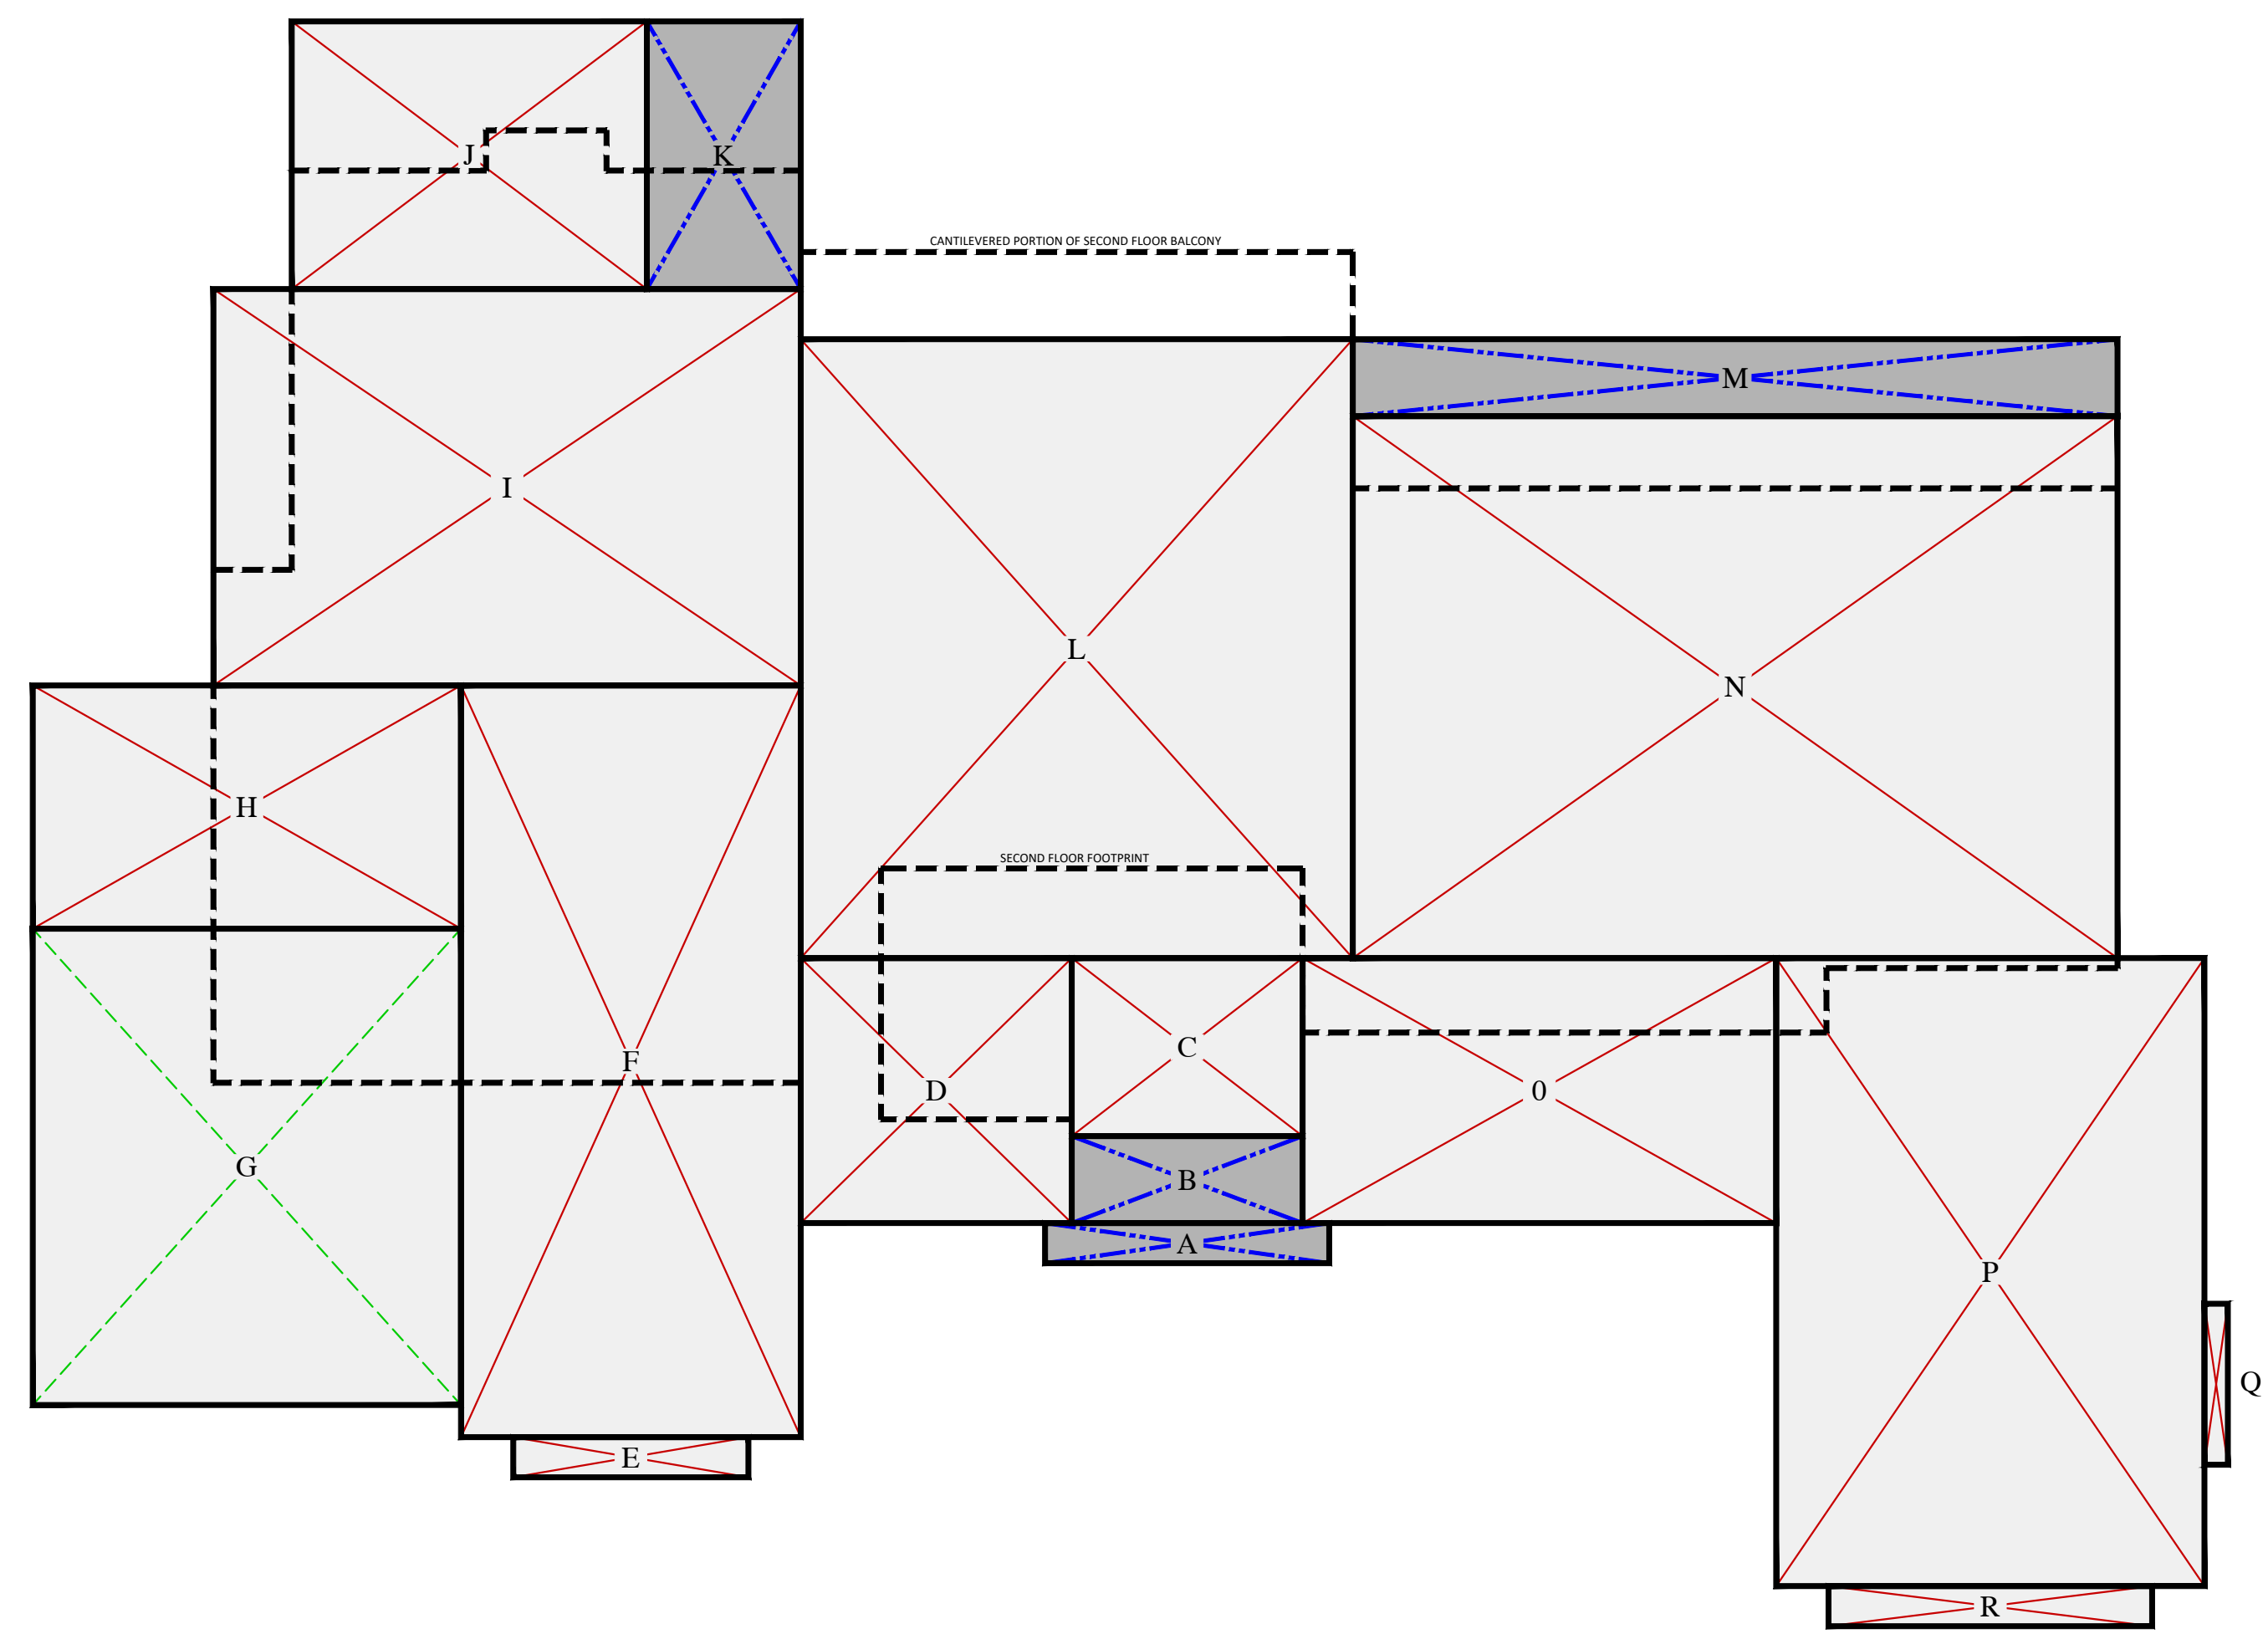 J
K
CANTILEVERED PORTION OF SECOND FLOOR BALCONY
M
I
L
N
H
SECOND FLOOR FOOTPRINT
C
F
D
0
G
B
A
P
Q
E
R